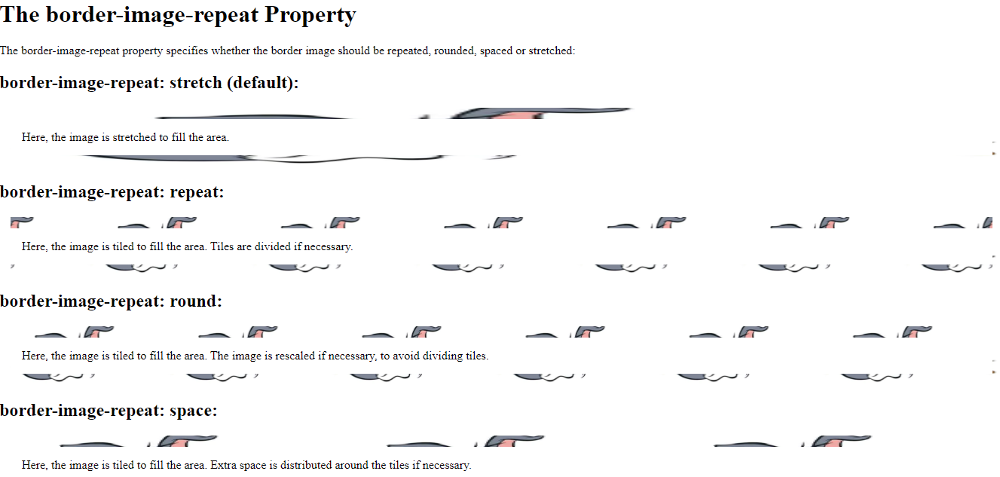 The border-image-repeat Property
The border-image-repeat property specifies whether the border image should be repeated, rounded, spaced or stretched:
border-image-repeat: stretch (default):
Here, the image is stretched to fill the area.
border-image-repeat: repeat:
Here, the image is tiled to fill the area. Tiles are divided if necessary.
border-image-repeat: round:
Here, the image is tiled to fill the area. The image is rescaled if necessary, to avoid dividing tiles.
border-image-repeat: space:
Here, the image is tiled to fill the area. Extra space is distributed around the tiles if necessary.